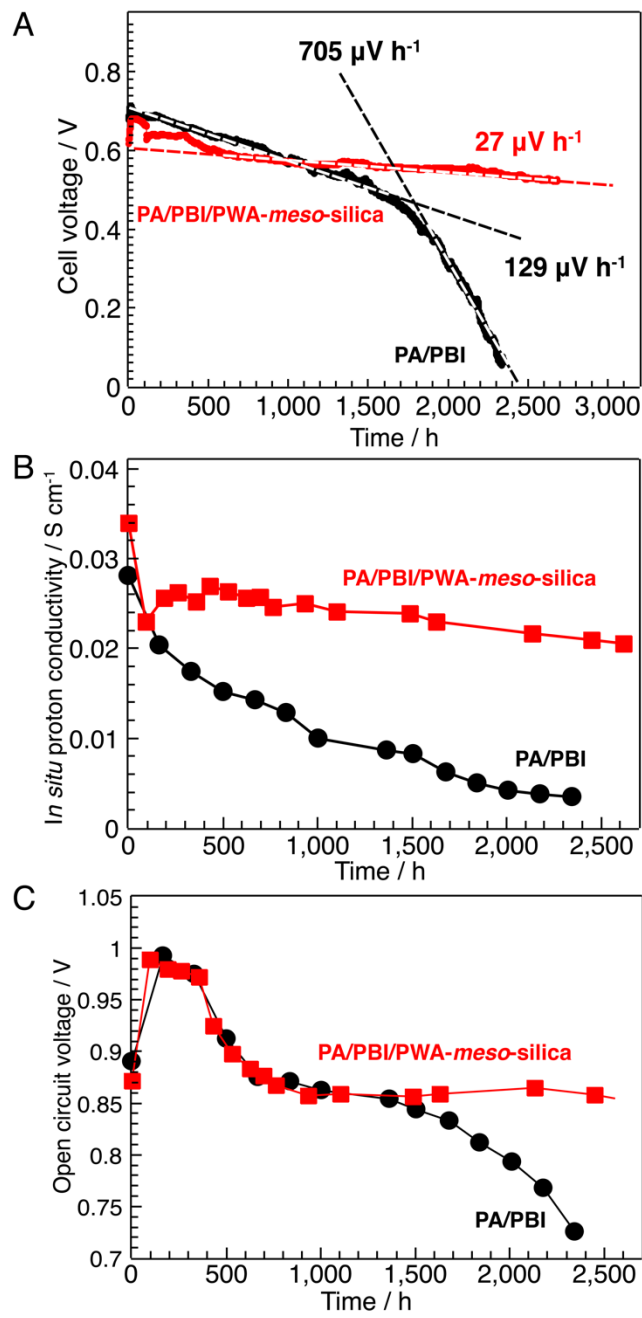 A
705 µV h-1
27 µV h-1
PA/PBI/PWA-meso-silica
129 µV h-1
PA/PBI
Cell voltage / V
0.8
0.6
0.4
0.2
0
0 500 1,000 1,500 2,000 2,500 3,000
Time / h
B
In situ proton conductivity / S cm-1
0.04
0.03
0.02
0.01
0
PA/PBI/PWA-meso-silica
PA/PBI
0 500 1,000 1,500 2,000 2,500
Time / h
C
Open circuit voltage / V
1.05
1
0.95
0.9
0.85
0.8
0.75
0.7
PA/PBI/PWA-meso-silica
PA/PBI
0 500 1,000 1,500 2,000 2,500
Time / h